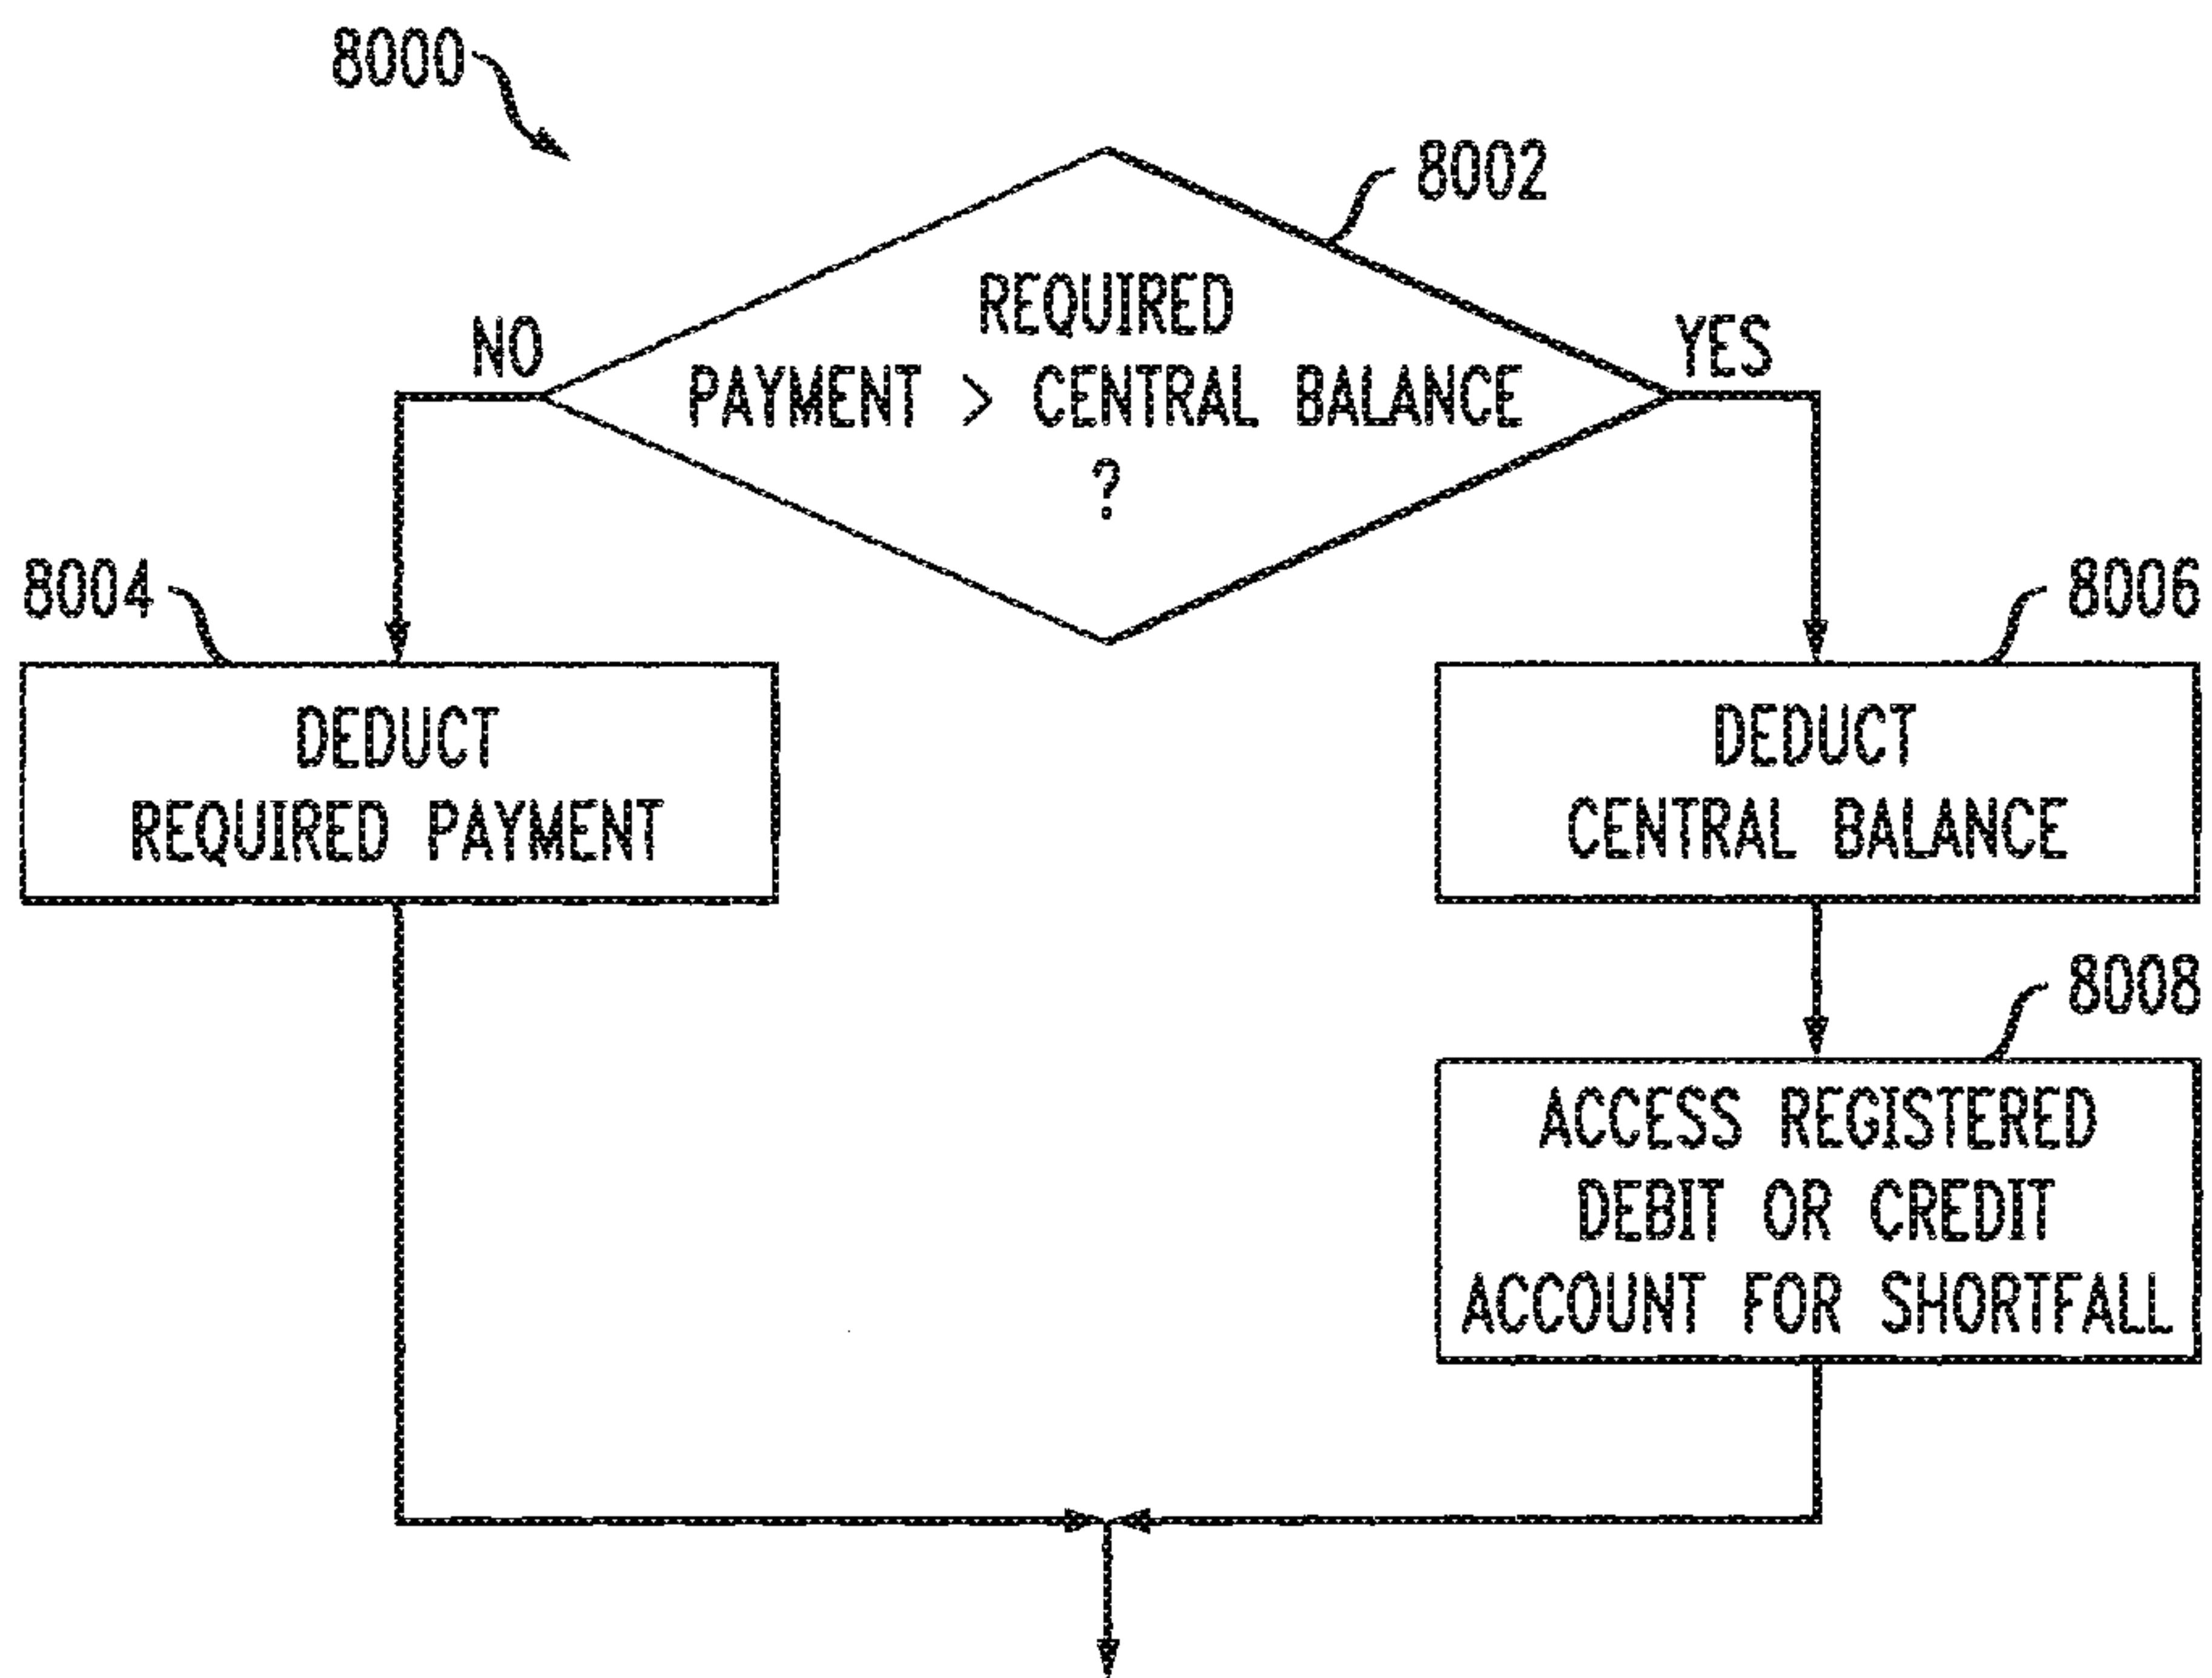 8000
8002
REQUIRED
PAYMENT > CENTRAL BALANCE
?
NO
YES
8004
DEDUCT
REQUIRED PAYMENT
8006
DEDUCT
CENTRAL BALANCE
8008
ACCESS REGISTERED
DEBIT OR CREDIT
ACCOUNT FOR SHORTFALL